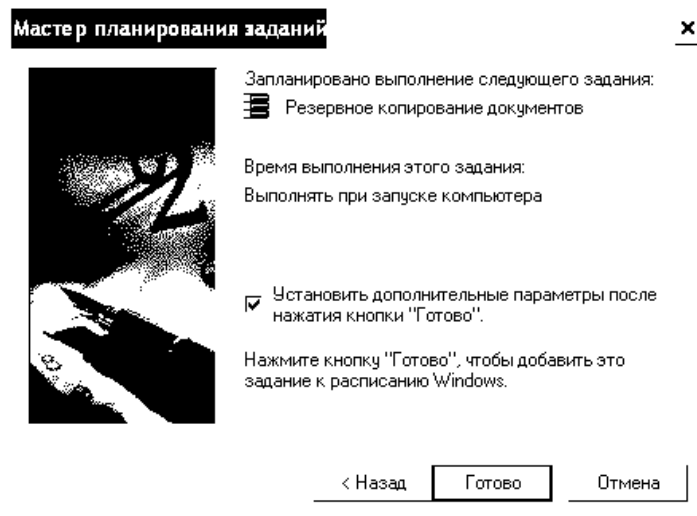 Мастер планирования заданий
Запланировано выполнение следующего задания:
Резервное копирование документов
Время выполнения этого задания:
Выполнять при запуске компьютера
Установить дополнительные параметры после
нажатия кнопки "Готово".
Нажмите кнопку "Готово", чтобы добавить это
задание к расписанию Windows.
< Назад Готово Отмена